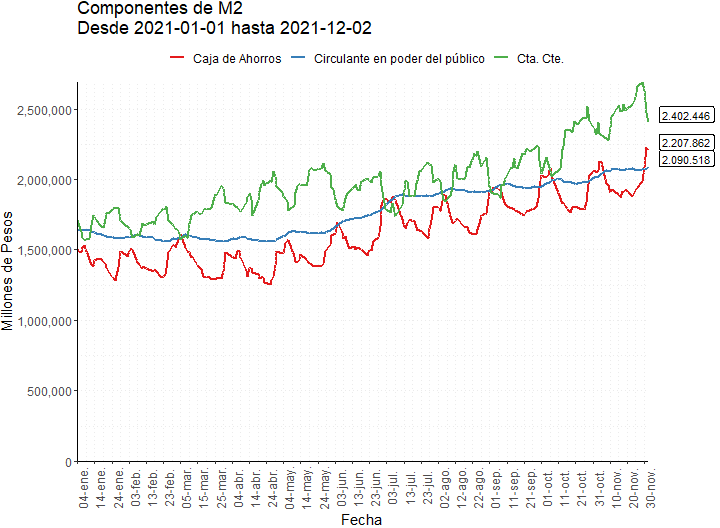 Componentes de M2
Desde 2021-01-01 hasta 2021-12-02
Caja de Ahorros Circulante en poder del público Cta. Cte.
Millones de Pesos
2,500,000
2,000,000
1,500,000
1,000,000
500,000
0
2.402.446
2.207.862
2.090.518
04-ene.
14-ene.
24-ene.
03-feb.
13-feb.
23-feb.
05-mar.
15-mar.
25-mar.
04-abr.
14-abr.
24-abr.
04-may.
14-may.
24-may.
03-jun.
13-jun.
23-jun.
03-jul.
13-jul.
23-jul.
02-ago.
12-ago.
22-ago.
01-sep.
11-sep.
21-sep.
01-oct.
11-oct.
21-oct.
31-oct.
10-nov.
20-nov.
30-nov.
Fecha